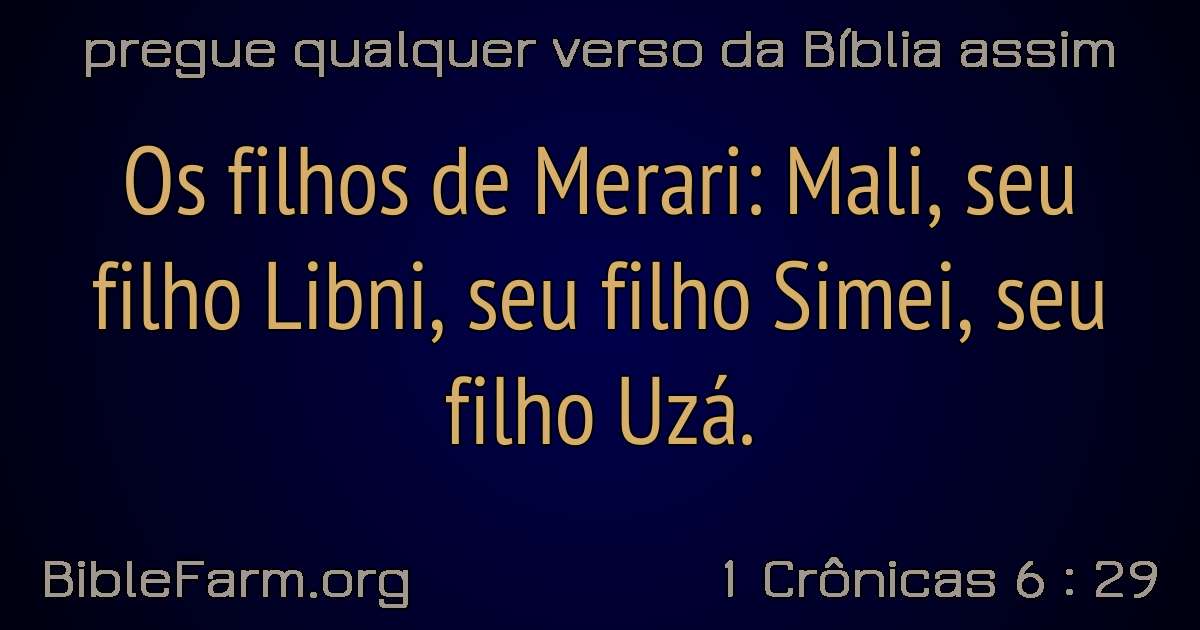 pregue qualquer verso da Bíblia assim
Os filhos de Merari: Mali, seu
filho Libni, seu filho Simei, seu
filho Uzá.
BibleFarm.org
1 Crônicas 6 : 29